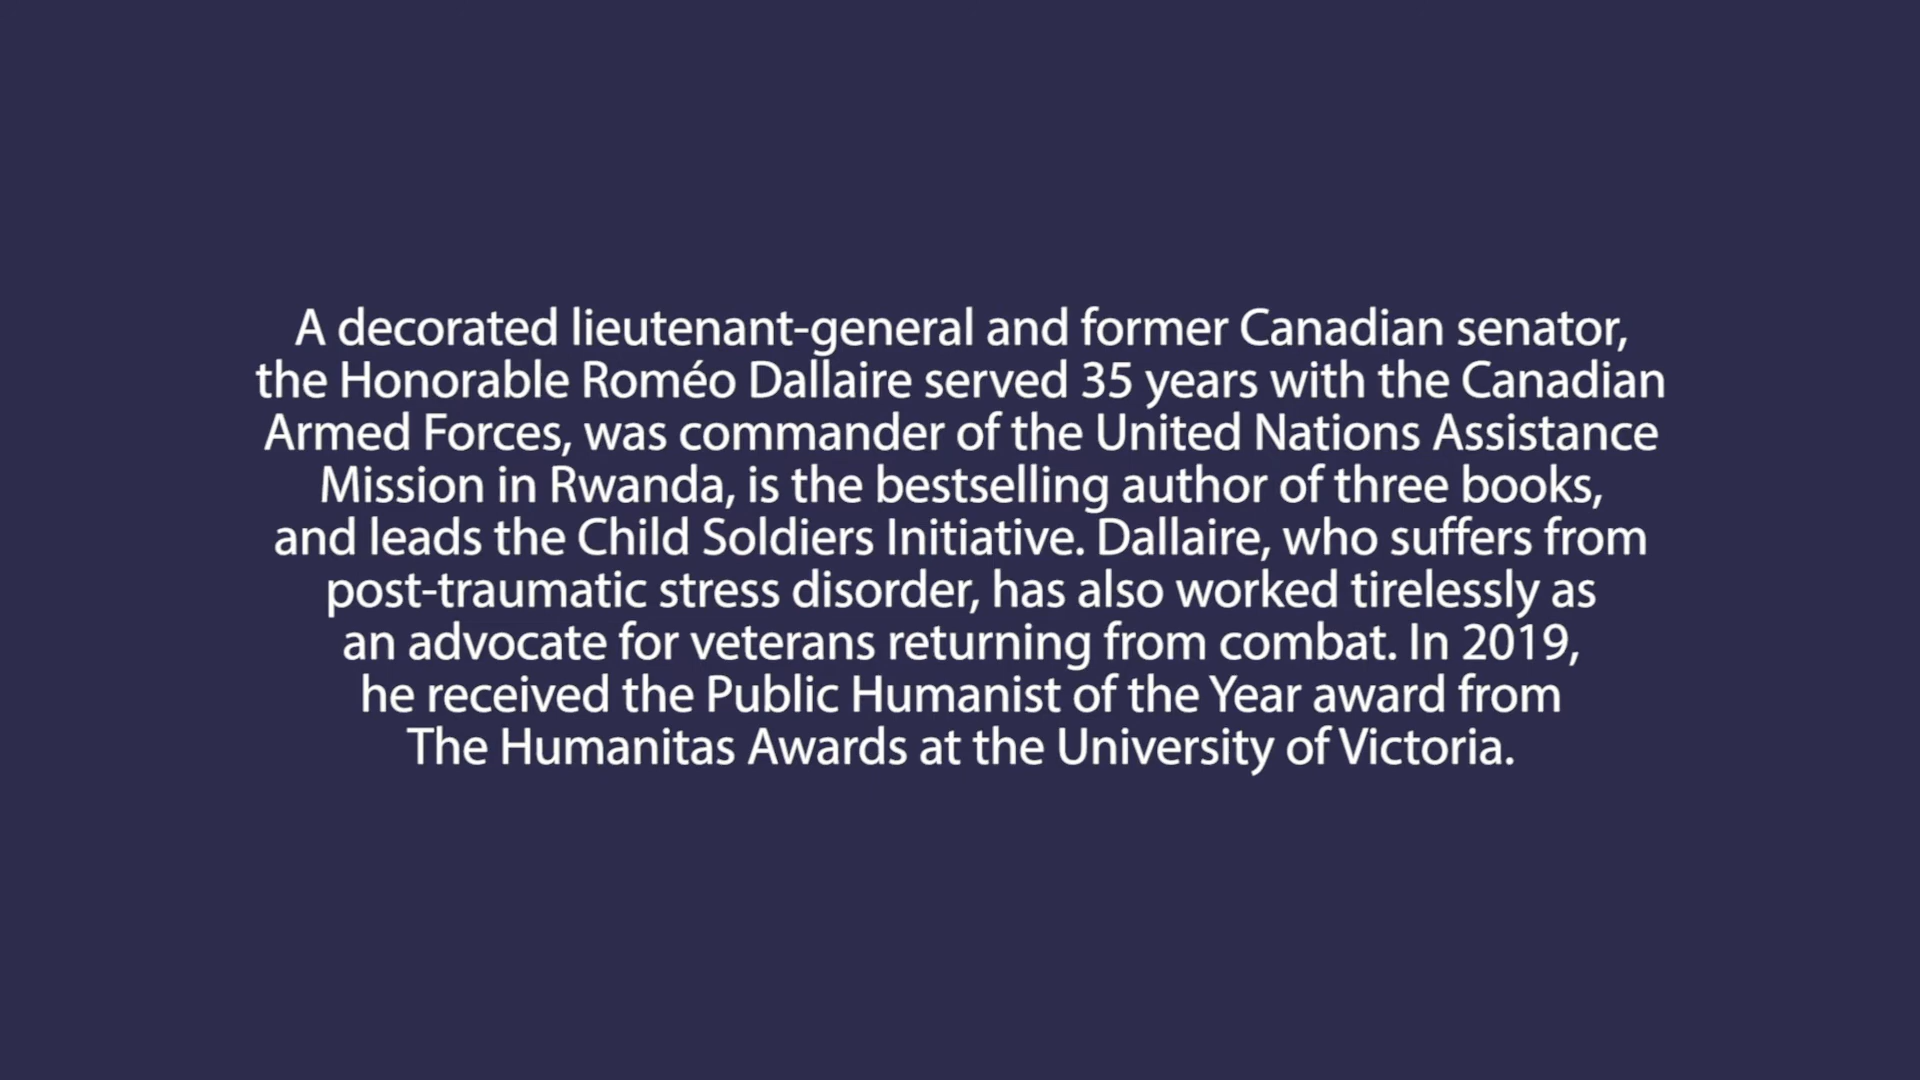 A decorated lieutenant-general and former Canadian senator,
the Honorable Roméo Dallaire served 35 years with the Canadian
Armed Forces, was commander of the United Nations Assistance
Mission in Rwanda, is the bestselling author of three books,
and leads the Child Soldiers Initiative. Dallaire, who suffers from
post-traumatic stress disorder, has also worked tirelessly as
an advocate for veterans returning from combat. In 2019,
he received the Public Humanist of the Year award from
The Humanitas Awards at the University of Victoria.